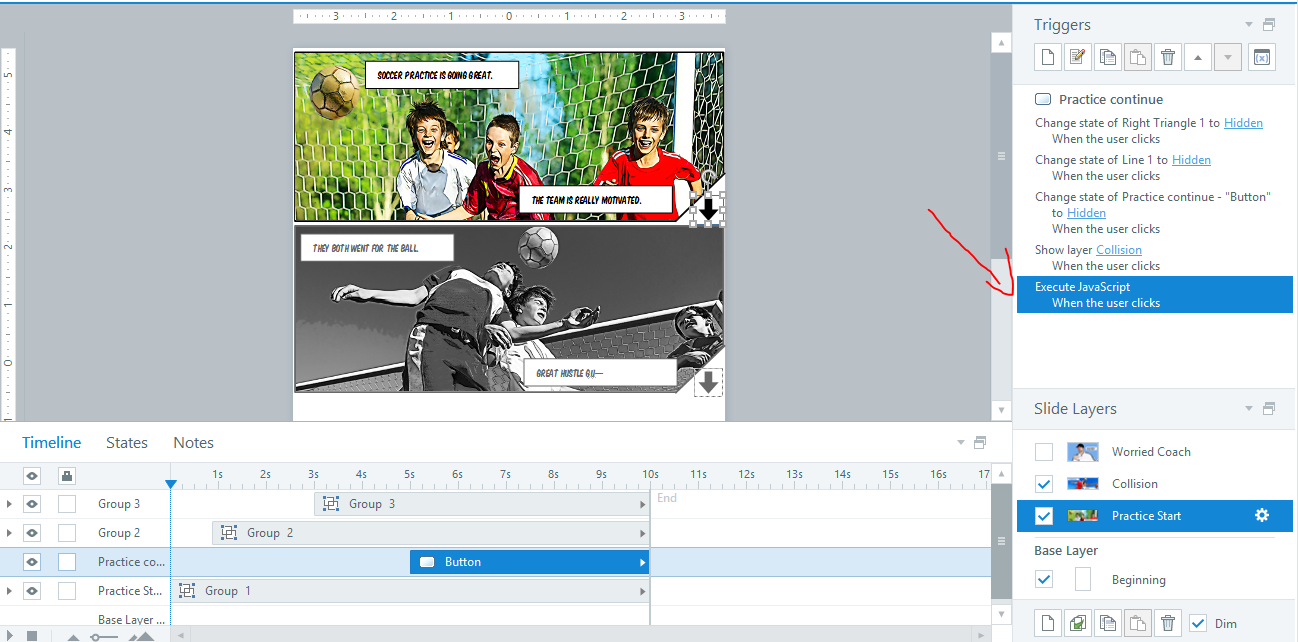 3 2 1 0 1 2 3
5
4
3
2
1
0
1
SOCCER PRACTICE IS GOING GREAT.
THE TEAM IS REALLY MOTIVATED.
THEY BOTH WENT FOR THE BALL.
GREAT HUSTLE GU—
Triggers
(x)
Practice continue
Change state of Right Triangle 1 to Hidden
When the user clicks
Change state of Line 1 to Hidden
When the user clicks
Change state of Practice continue - "Button"
to Hidden
When the user clicks
Show layer Collision
When the user clicks
Execute JavaScript
When the user clicks
Slide Layers
Worried Coach
Collision
Practice Start
Base Layer
Beginning
Dim
Timeline States Notes
1s 2s 3s 4s 5s 6s 7s 8s 9s 10s 11s 12s 13s 14s 15s 16s 17
Group 3 Group 3 End
Group 2 Group 2
Practice co... Button
Practice St... Group 1
Base Layer ...